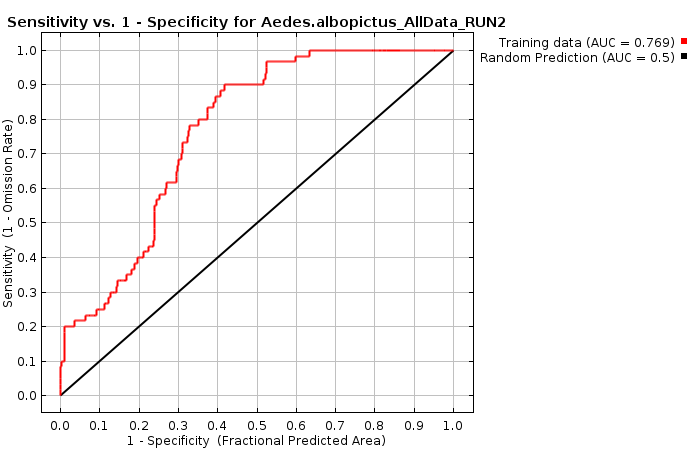 Sensitivity vs. 1 - Specificity for Aedes.albopictus_AllData_RUN2
Training data (AUC = 0.769)
Random Prediction (AUC = 0.5)
Sensitivity (1 - Omission Rate)
1.0
0.9
0.8
0.7
0.6
0.5
0.4
0.3
0.2
0.1
0.0
0.0 0.1 0.2 0.3 0.4 0.5 0.6 0.7 0.8 0.9 1.0
1 - Specificity (Fractional Predicted Area)